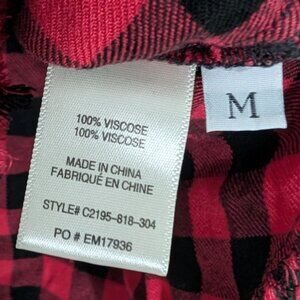 100% VISCOSE
100% VISCOSE
MADE IN CHINA
FABRIQUÉ EN CHINE
STYLE# C2195-818-304
PO # EM17936
M